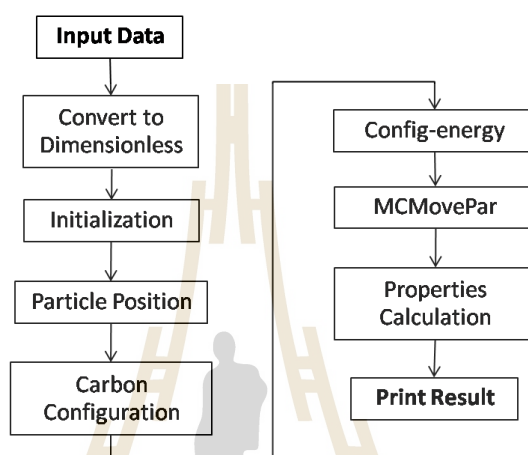 Input Data
Convert to
Dimensionless
Initialization
Particle Position
Carbon
Configuration
Config-energy
MCMovePar
Properties
Calculation
Print Result